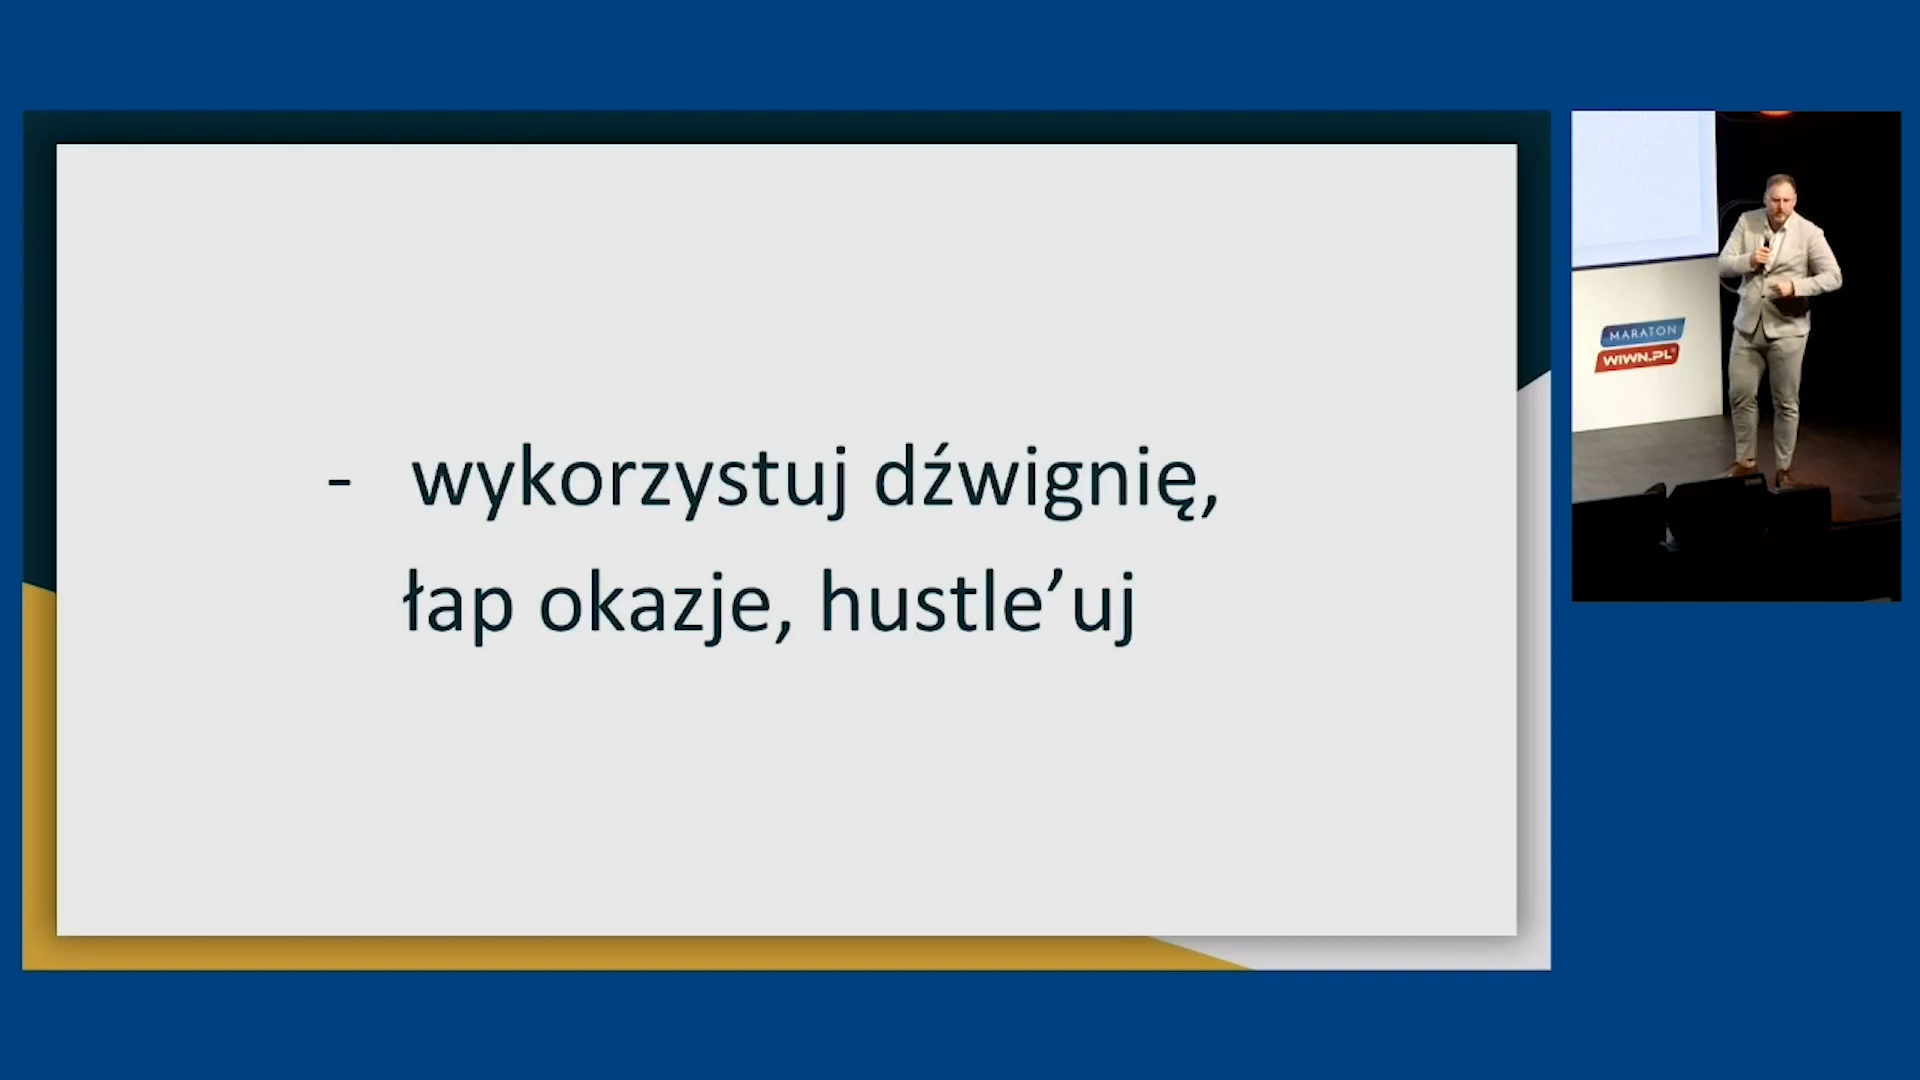 - wykorzystuj dźwignię,
łap okazje, hustle’uj
MARATON
WIWN.PL®